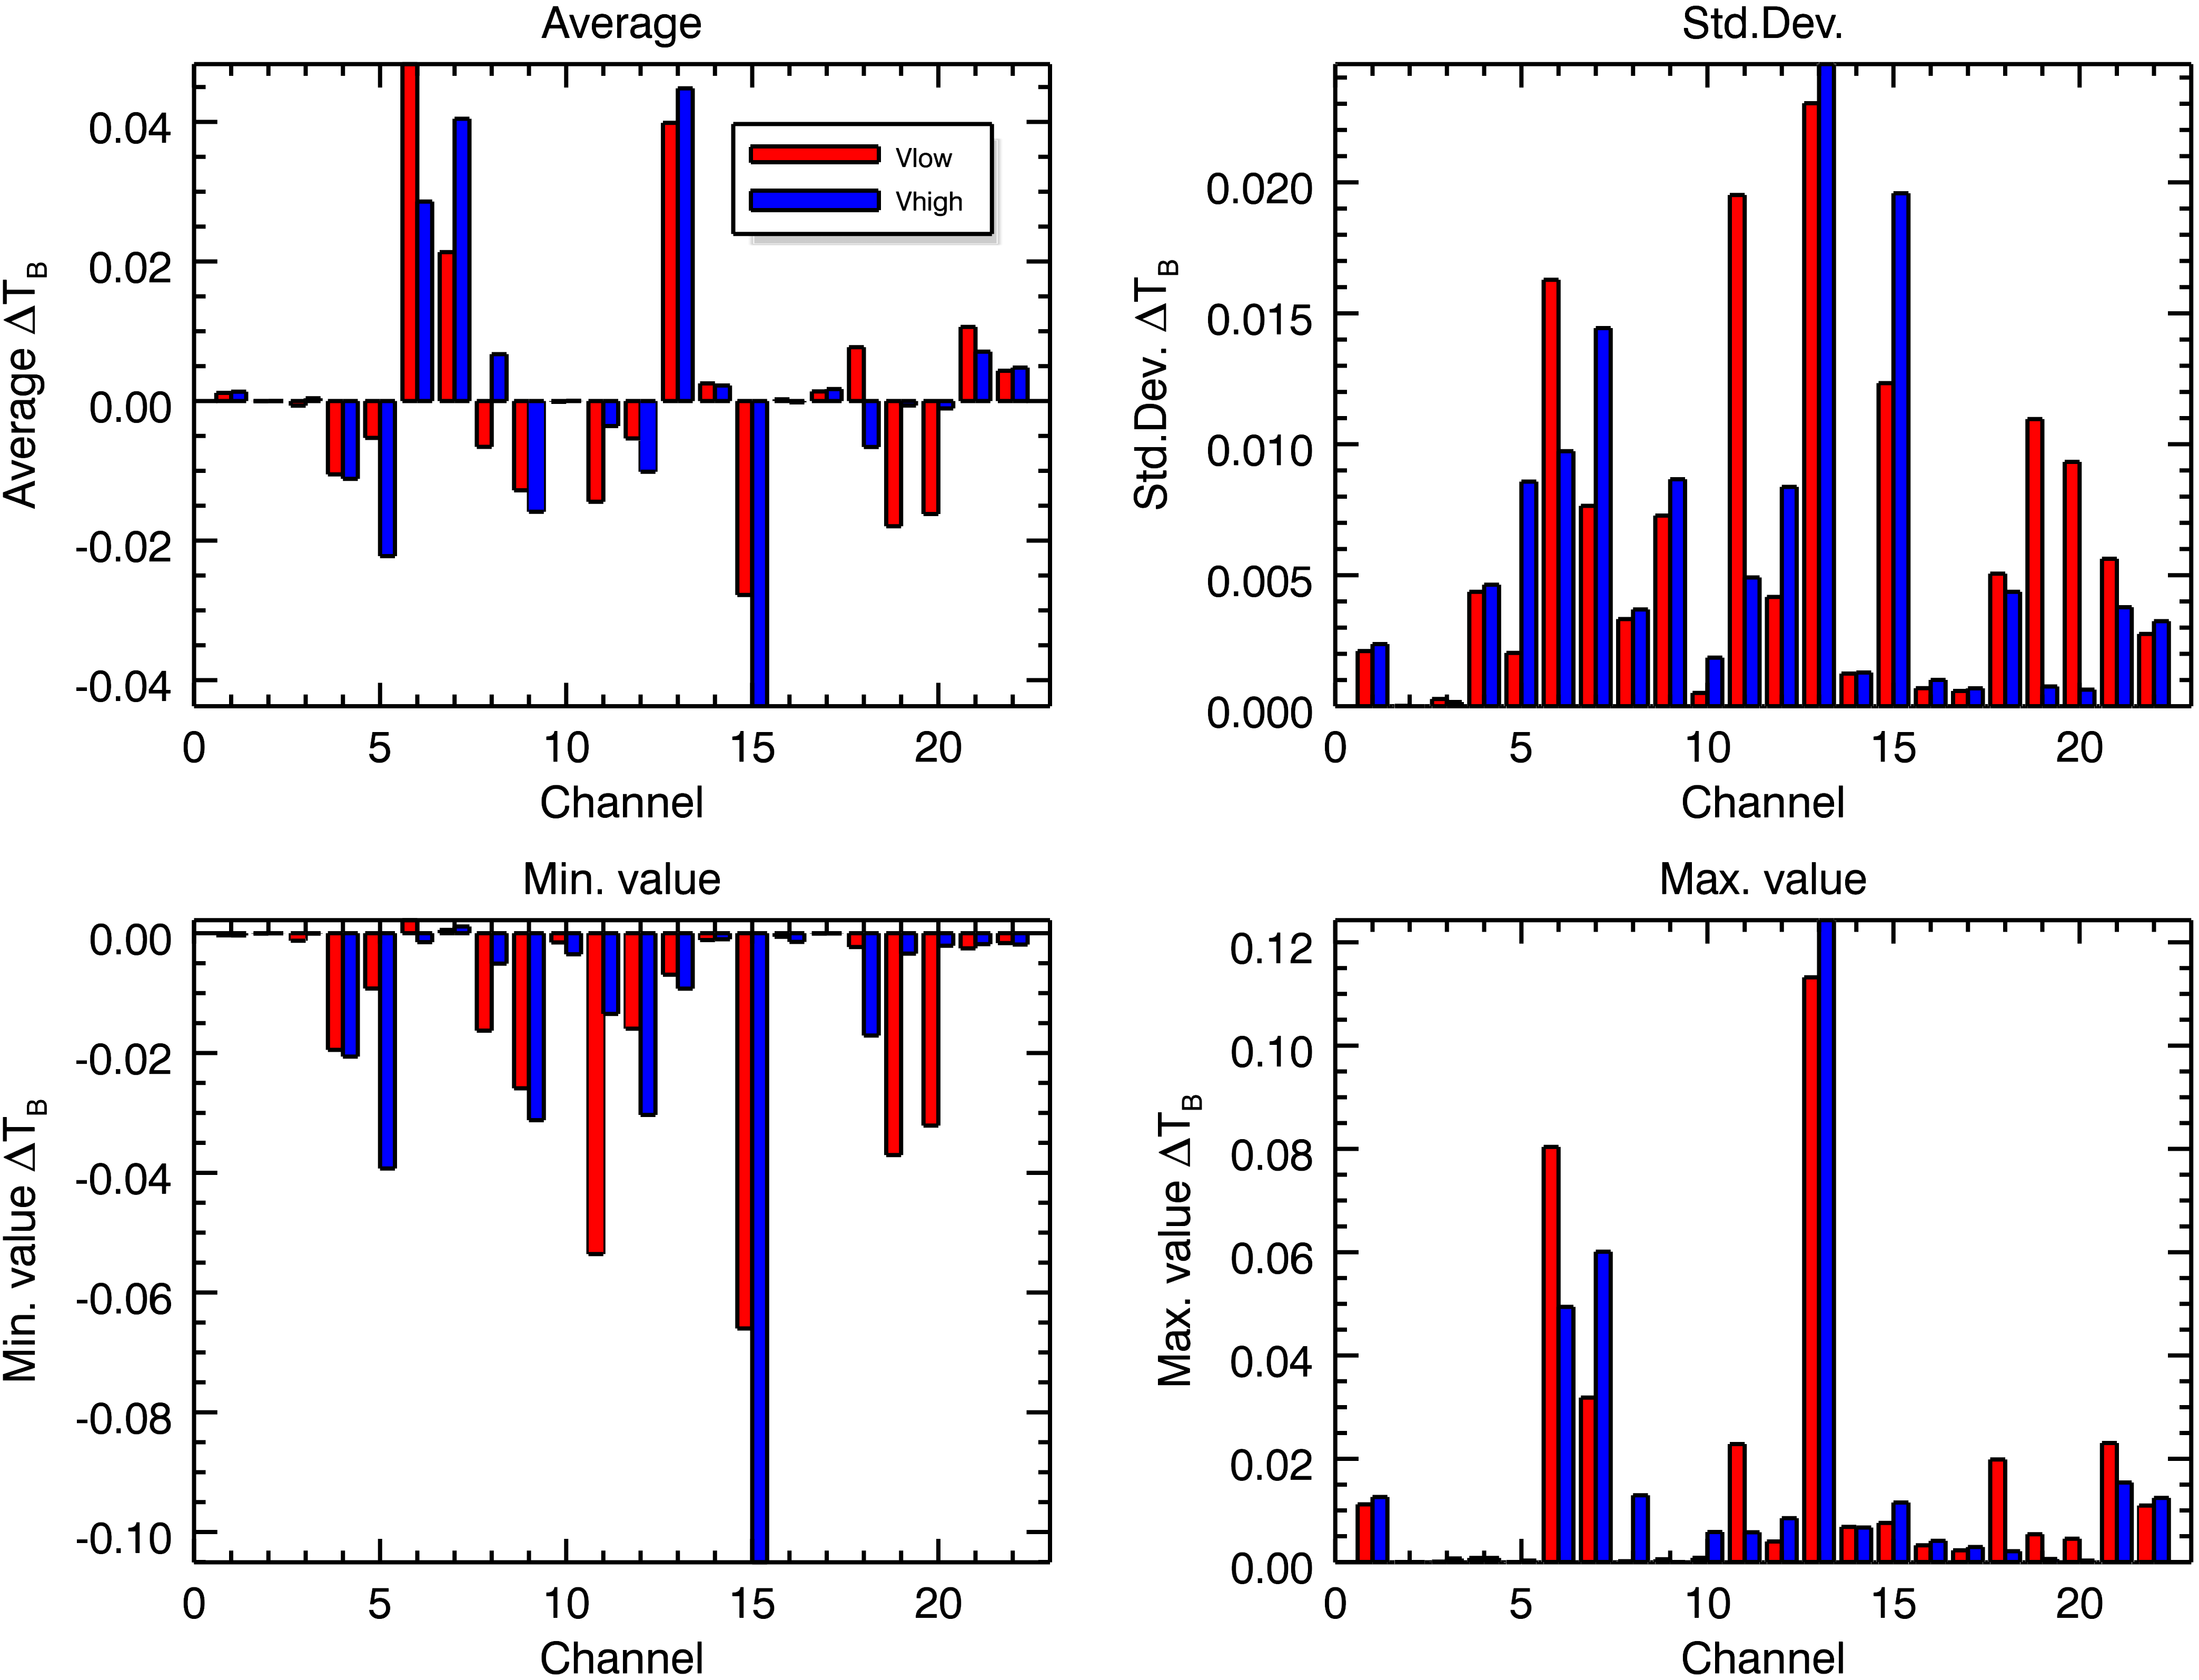 Average
Average ΔTB
0.04
0.02
0.00
-0.02
-0.04
Vlow
Vhigh
0 5 10 15 20
Channel
Std.Dev.
Std.Dev. ΔTB
0.020
0.015
0.010
0.005
0.000
0 5 10 15 20
Channel
Min. value
Min. value ΔTB
0.00
-0.02
-0.04
-0.06
-0.08
-0.10
0 5 10 15 20
Channel
Max. value
Max. value ΔTB
0.12
0.10
0.08
0.06
0.04
0.02
0.00
0 5 10 15 20
Channel